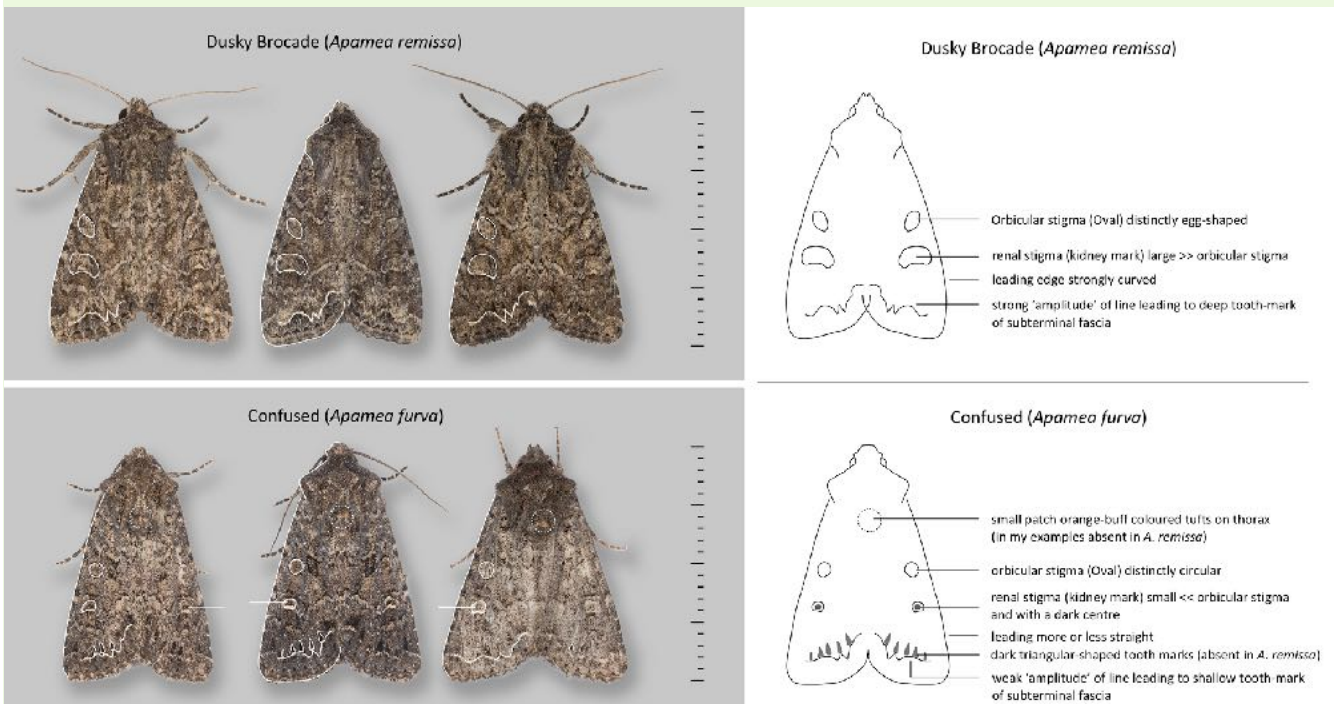 Dusky Brocade (Apamea remissa)
Dusky Brocade (Apamea remissa)
Orbicular stigma (Oval) distinctly egg-shaped
renal stigma (kidney mark) large >> orbicular stigma
leading edge strongly curved
strong 'amplitude' of line leading to deep tooth-mark
of subterminal fascia
Confused (Apamea furva)
Confused (Apamea furva)
small patch orange-buff coloured tufts on thorax
(in my examples absent in A. remissa)
orbicular stigma (Oval) distinctly circular
renal stigma (kidney mark) small << orbicular stigma
and with a dark centre
leading more or less straight
dark triangular-shaped tooth marks (absent in A. remissa)
weak 'amplitude' of line leading to shallow tooth-mark
of subterminal fascia